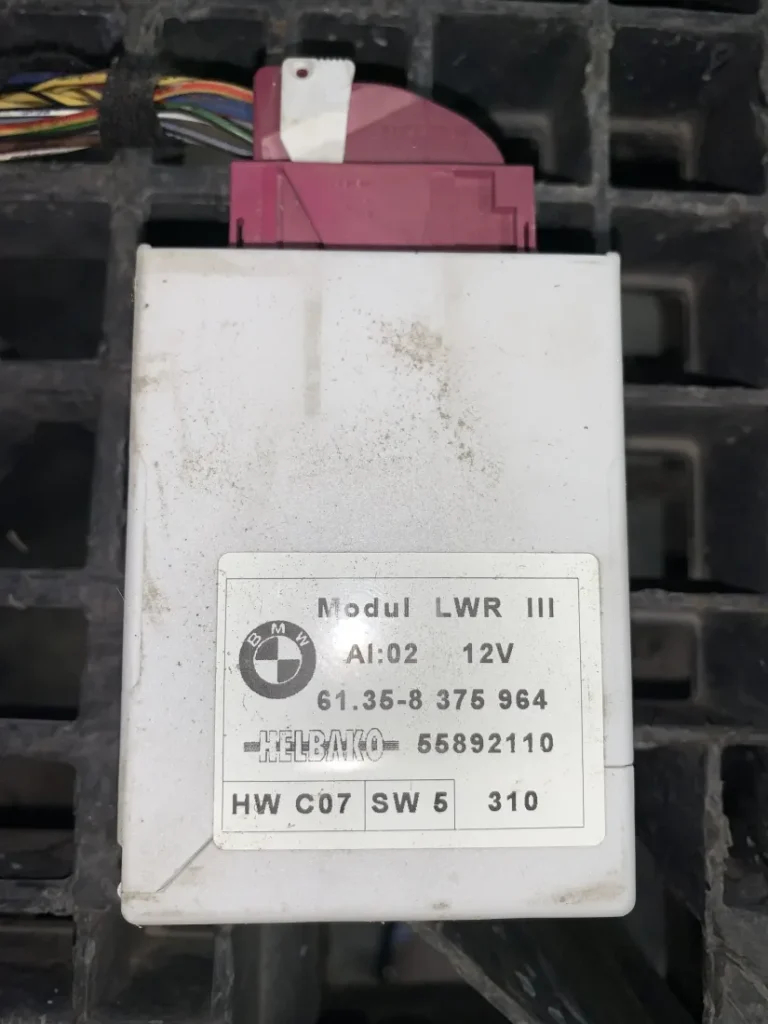 Modul LWR III
BMW
AI:02 12V
61.35-8 375 964
HELBAKO 55892110
HW C07 SW 5 310